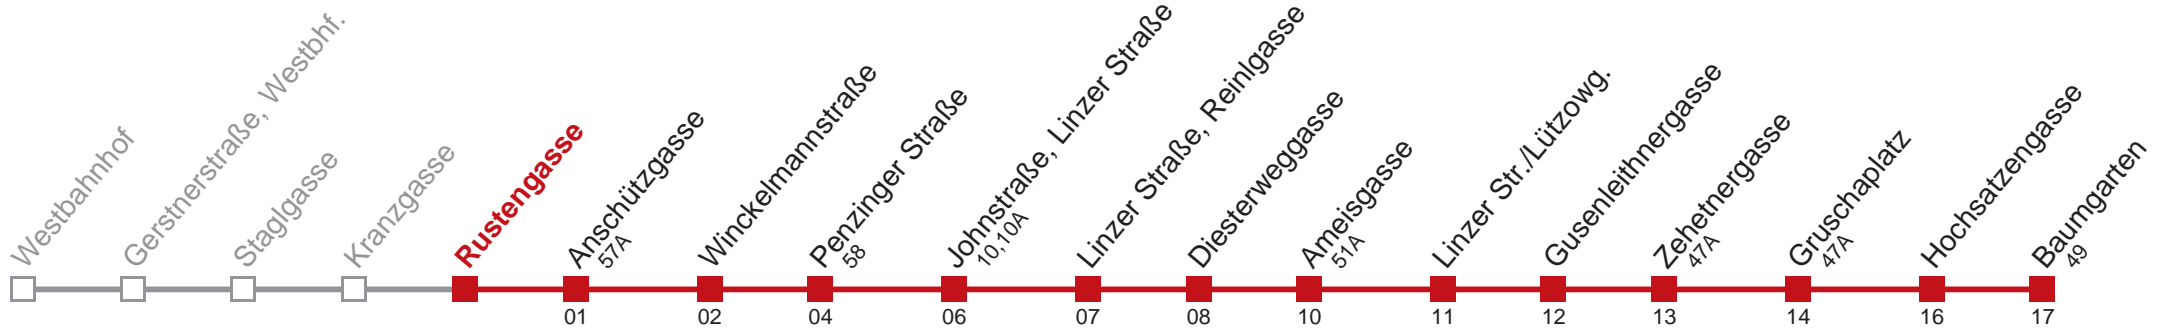 Westbahnhof
Gerstnerstraße, Westbhf.
Staglgasse
Kranzgasse
Rustengasse
Anschützgasse
57A
Winckelmannstraße
Penzinger Straße
58
Johnstraße, Linzer Straße
10,10A
Linzer Straße, Reinlgasse
Diesterweggasse
Ameisgasse
51A
Linzer Str./Lützowg.
Gusenleithnergasse
Zehetnergasse
47A
Gruschaplatz
47A
Hochsatzengasse
Baumgarten
49
01
02
04
06
07
08
10
11
12
13
14
16
17